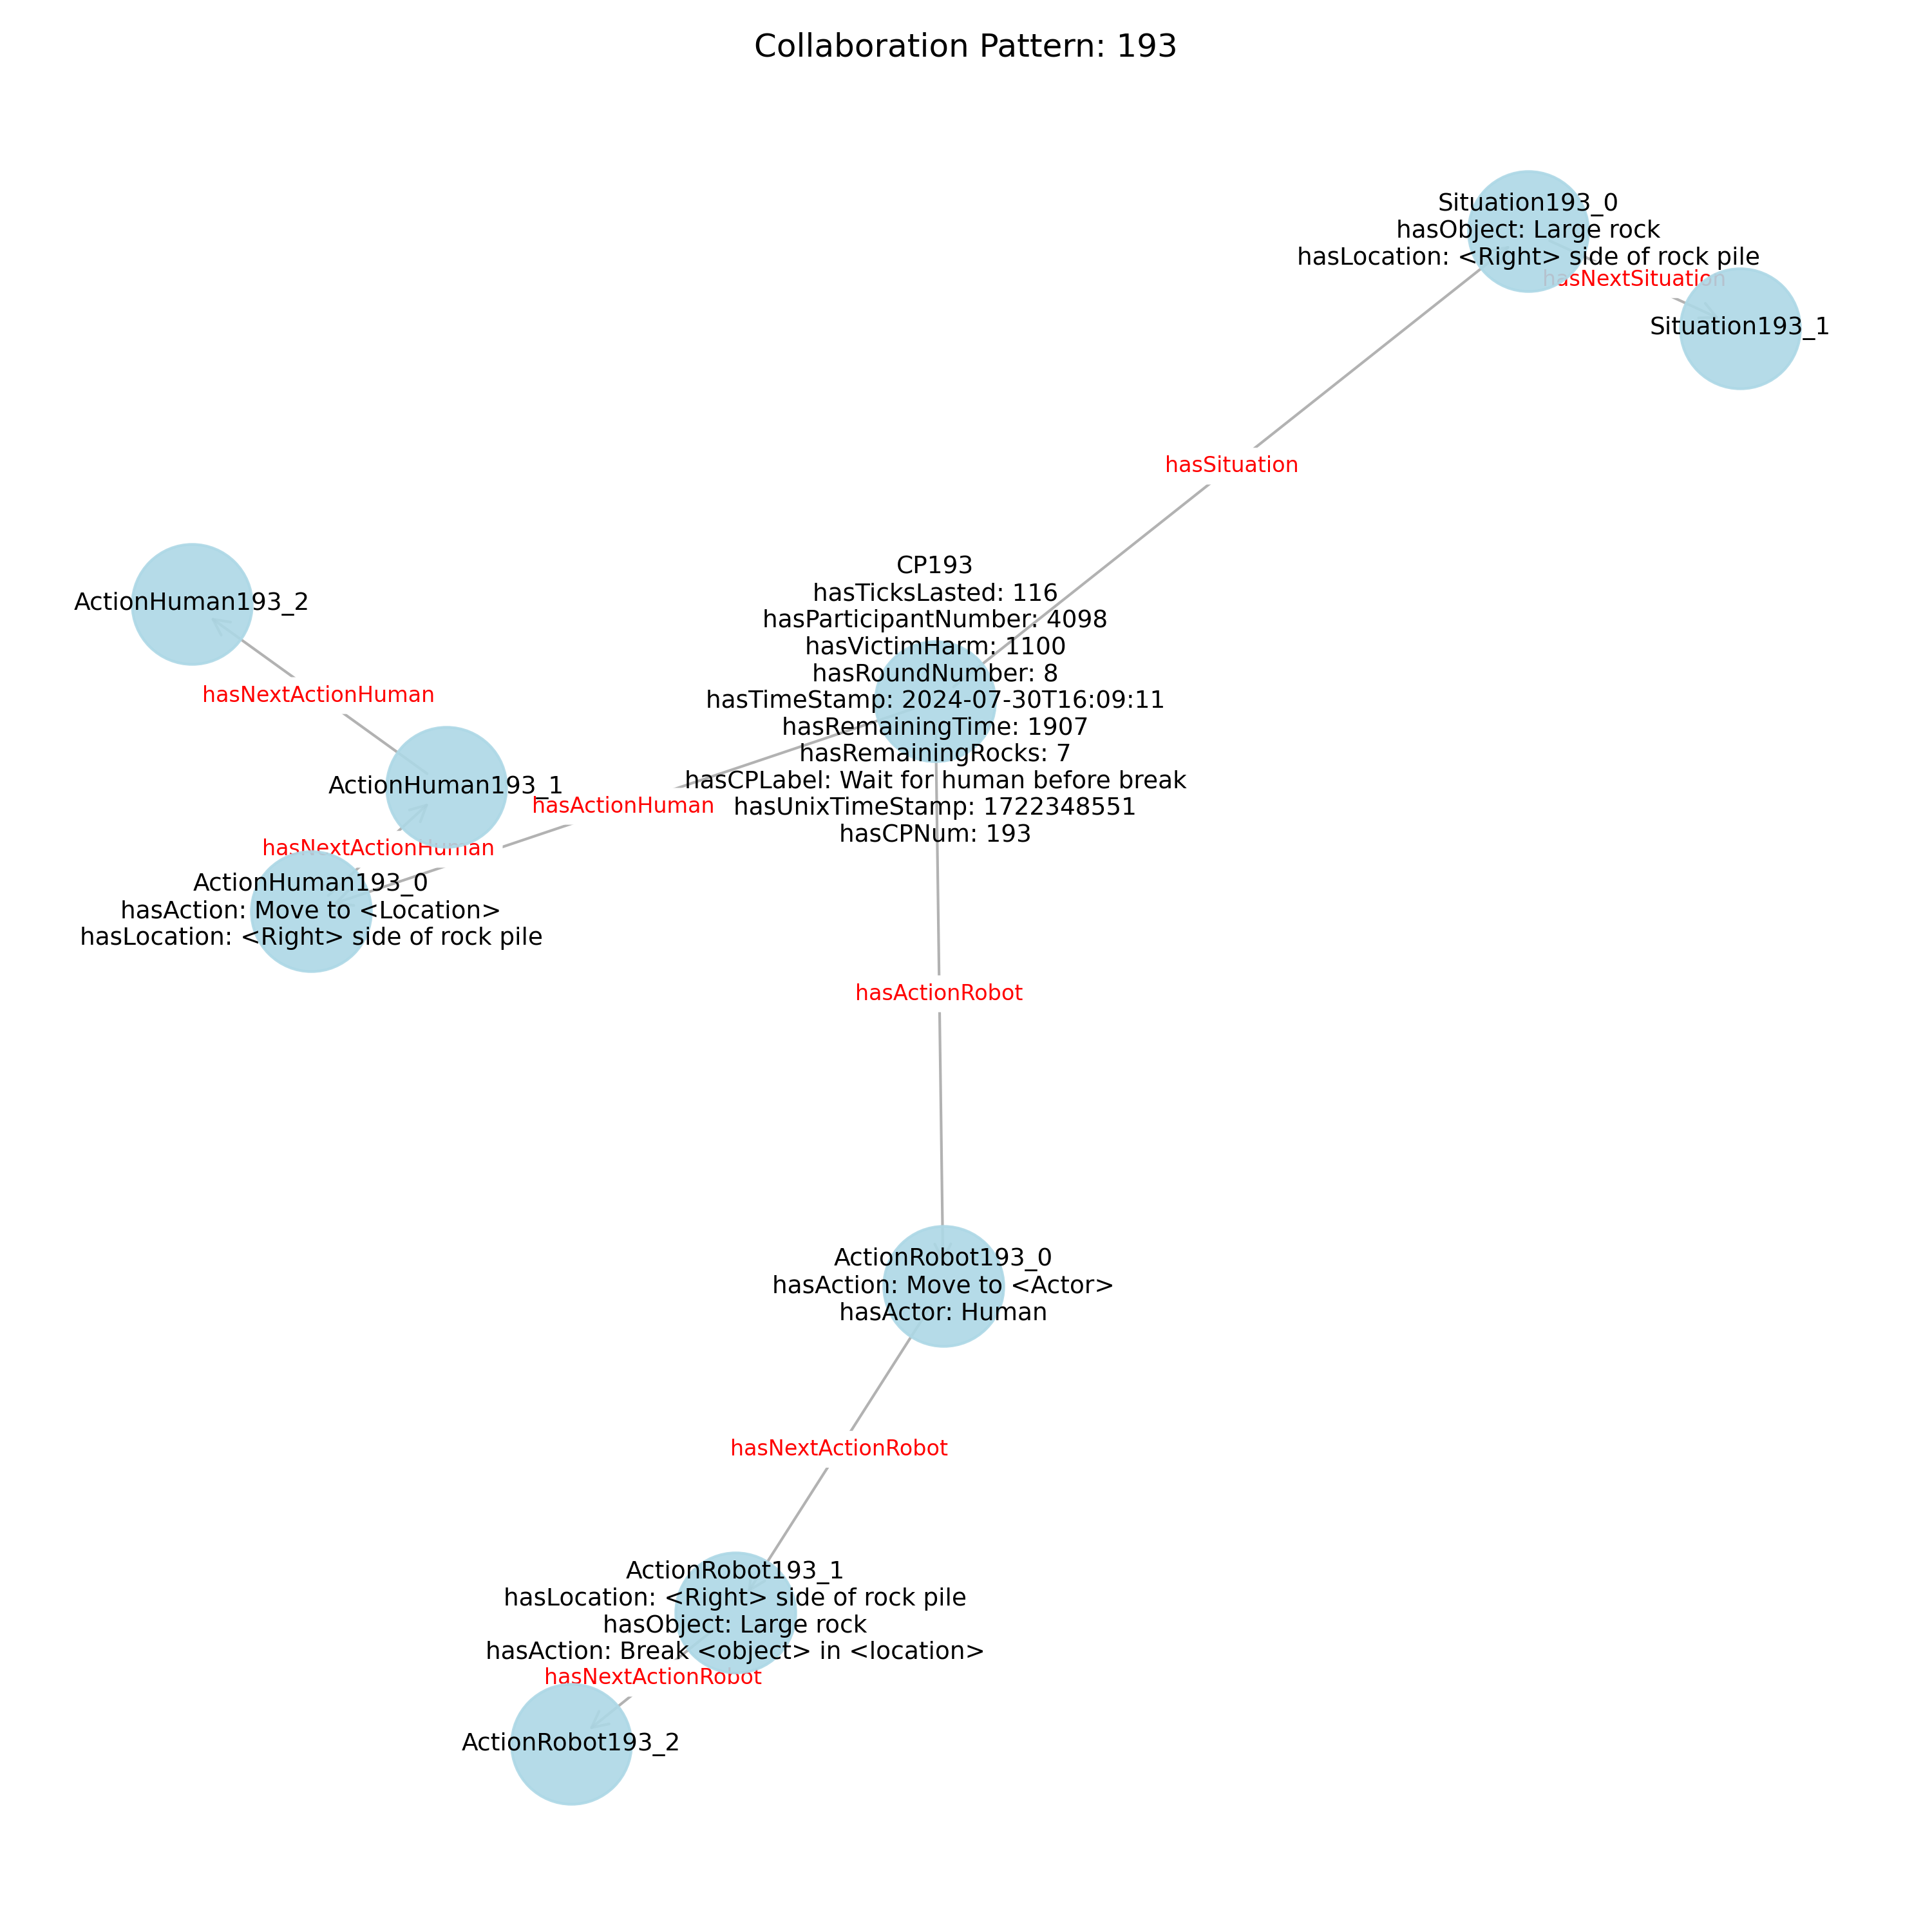 Collaboration Pattern: 193
Situation193_0
hasObject: Large rock
hasLocation: <Right> side of rock pile
hasNextSituation
Situation193_1
hasSituation
CP193
hasTicksLasted: 116
hasParticipantNumber: 4098
hasVictimHarm: 1100
hasRoundNumber: 8
hasTimeStamp: 2024-07-30T16:09:11
hasRemainingTime: 1907
hasRemainingRocks: 7
hasCPLabel: Wait for human before break
hasUnixTimeStamp: 1722348551
hasCPNum: 193
ActionHuman193_2
hasNextActionHuman
ActionHuman193_1
hasActionHuman
hasNextActionHuman
ActionHuman193_0
hasAction: Move to <Location>
hasLocation: <Right> side of rock pile
hasActionRobot
ActionRobot193_0
hasAction: Move to <Actor>
hasActor: Human
hasNextActionRobot
ActionRobot193_1
hasLocation: <Right> side of rock pile
hasObject: Large rock
hasAction: Break <object> in <location>
hasNextActionRobot
ActionRobot193_2